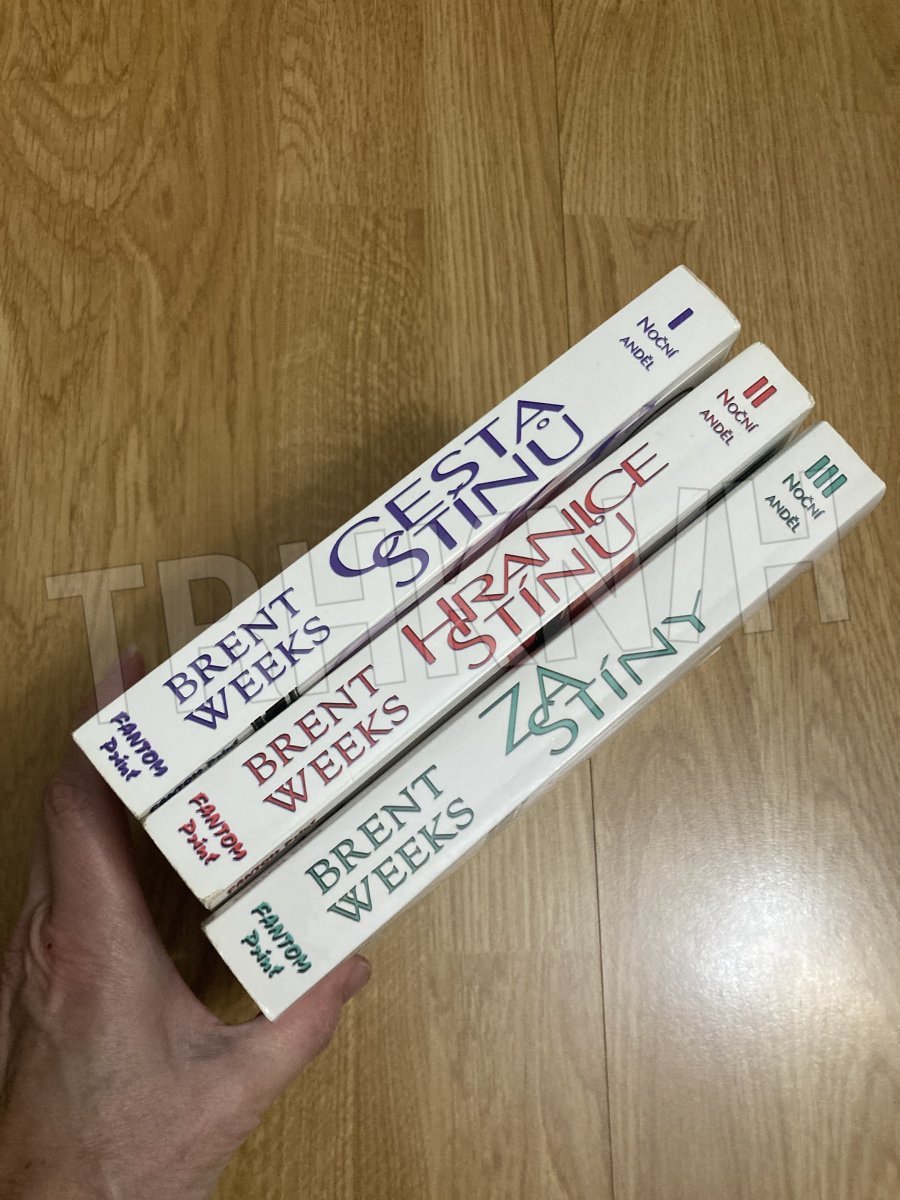 I
NOČNÍ
ANDĚL
CESTA
STÍNŮ
BRENT
WEEKS
FANTOM
Print
II
NOČNÍ
ANDĚL
HRANICE
STÍNŮ
BRENT
WEEKS
FANTOM
Print
III
NOČNÍ
ANDĚL
ZA
STÍNY
BRENT
WEEKS
FANTOM
Print